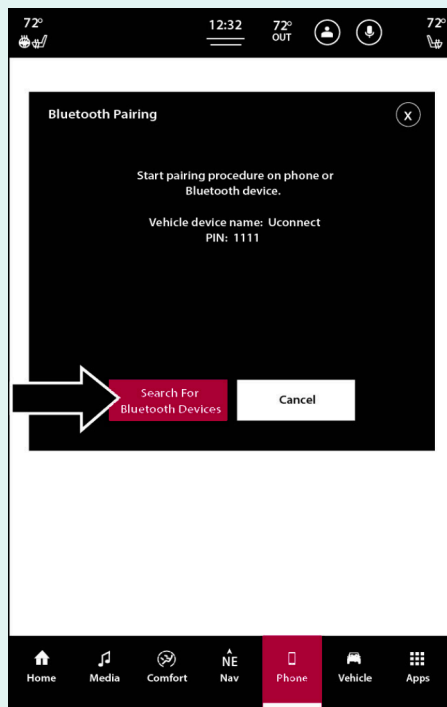 72° 12:32 72° OUT 72°
Bluetooth Pairing X
Start pairing procedure on phone or
Bluetooth device.
Vehicle device name: Uconnect
PIN: 1111
Search For
Bluetooth Devices
Cancel
NE
Home Media Comfort Nav Phone Vehicle Apps